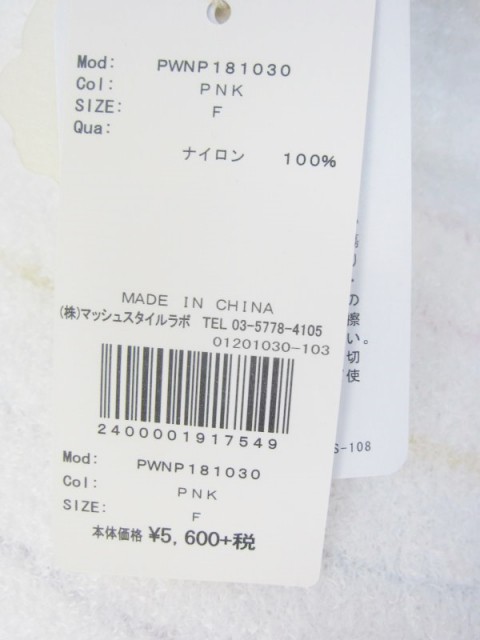 Mod: PWNP181030
Col: PNK
SIZE: F
Qua:
ナイロン 100%
MADE IN CHINA
(株)マッシュスタイルラボ TEL 03-5778-4105
01201030-103
2400001917549
Mod: PWNP181030
Col: PNK
SIZE: F
本体価格 ¥5,600+税
り
の
擦
い。
切
使
S-108